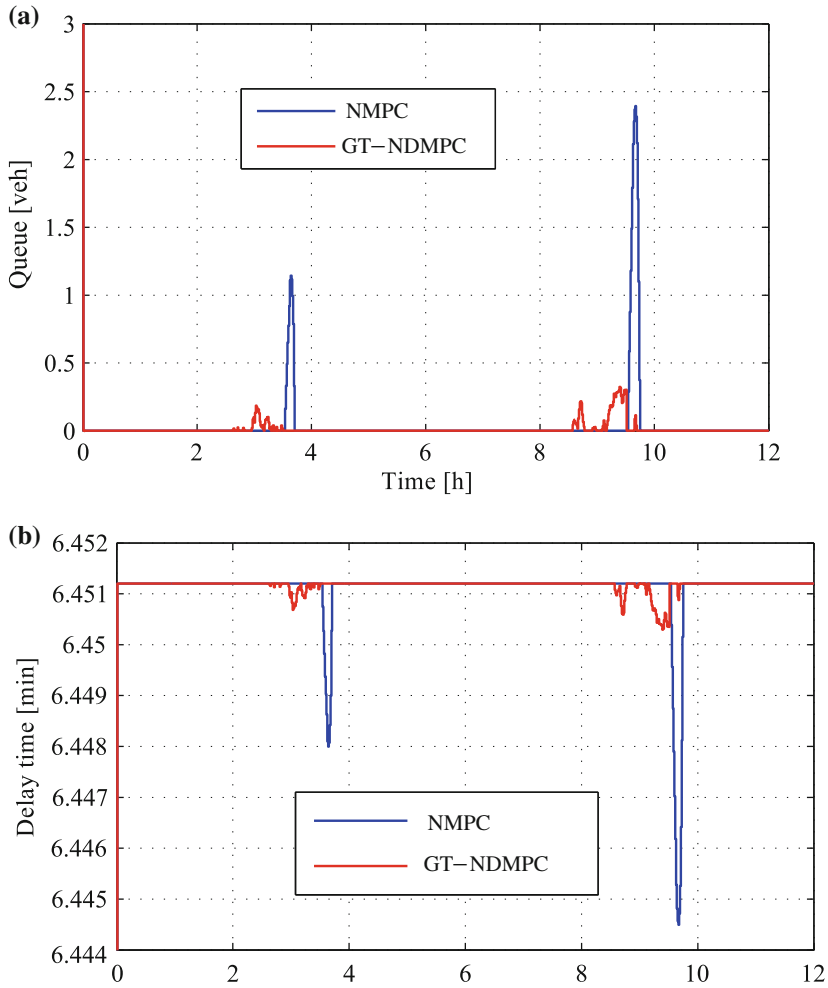 (a)
3
2.5
2
1.5
1
0.5
0
Queue [veh]
NMPC
GT−NDMPC
0 2 4 6 8 10 12
Time [h]
(b)
6.452
6.451
6.45
6.449
6.448
6.447
6.446
6.445
6.444
Delay time [min]
NMPC
GT−NDMPC
0 2 4 6 8 10 12